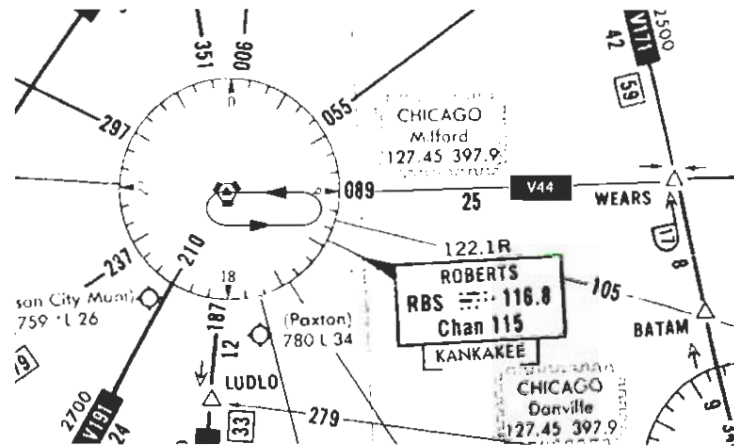 351
006
2500
V171
42
59
297
055
0
CHICAGO
Milford
127.45 397.9
089
V44
25
WEARS
17
8
210
237
18
122.1R
ROBERTS
RBS 116.8
Chan 115
KANKAKEE
105
son City Muni)
759 *L 26
187
12
(Paxton)
780 L 34
BATAM
19
LUDLO
2700
V191
24
33
279
CHICAGO
Danville
127.45 397.9
9